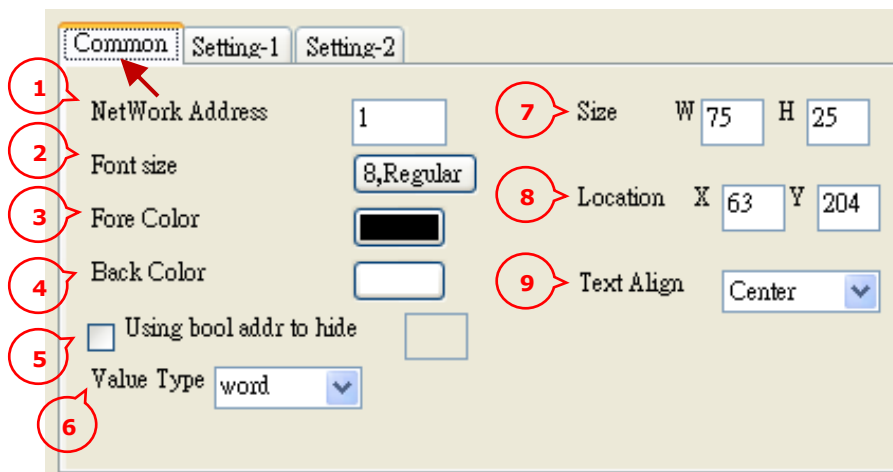 Common Setting-1 Setting-2
1 NetWork Address 1
2 Font size 8,Regular
3 Fore Color
4 Back Color
5 Using bool addr to hide
6 Value Type word
7 Size W 75 H 25
8 Location X 63 Y 204
9 Text Align Center